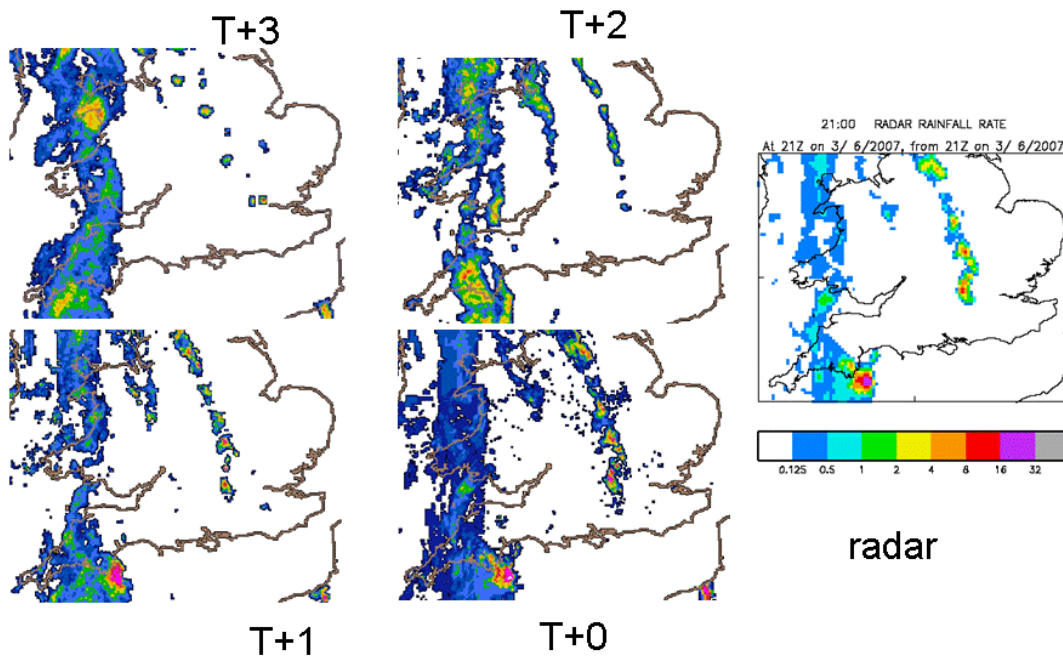 T+3
T+2
21:00 RADAR RAINFALL RATE
At 21Z on 3/ 6/2007, from 21Z on 3/ 6/2007
0.125 0.5 1 2 4 8 16 32
radar
T+1
T+0